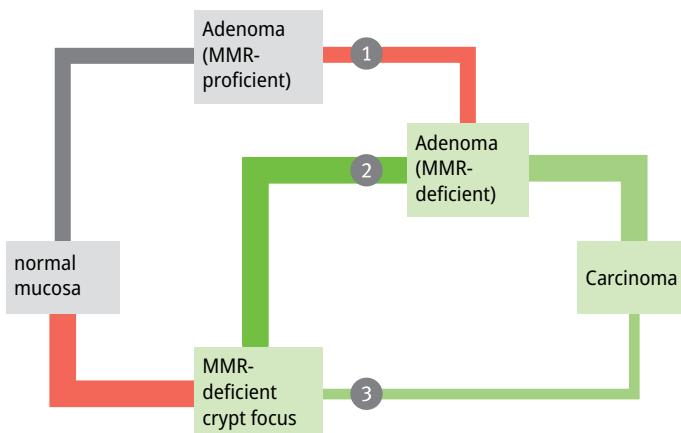 Adenoma
(MMR-
proficient)
1
Adenoma
(MMR-
deficient)
2
normal
mucosa
Carcinoma
MMR-
deficient
crypt focus
3